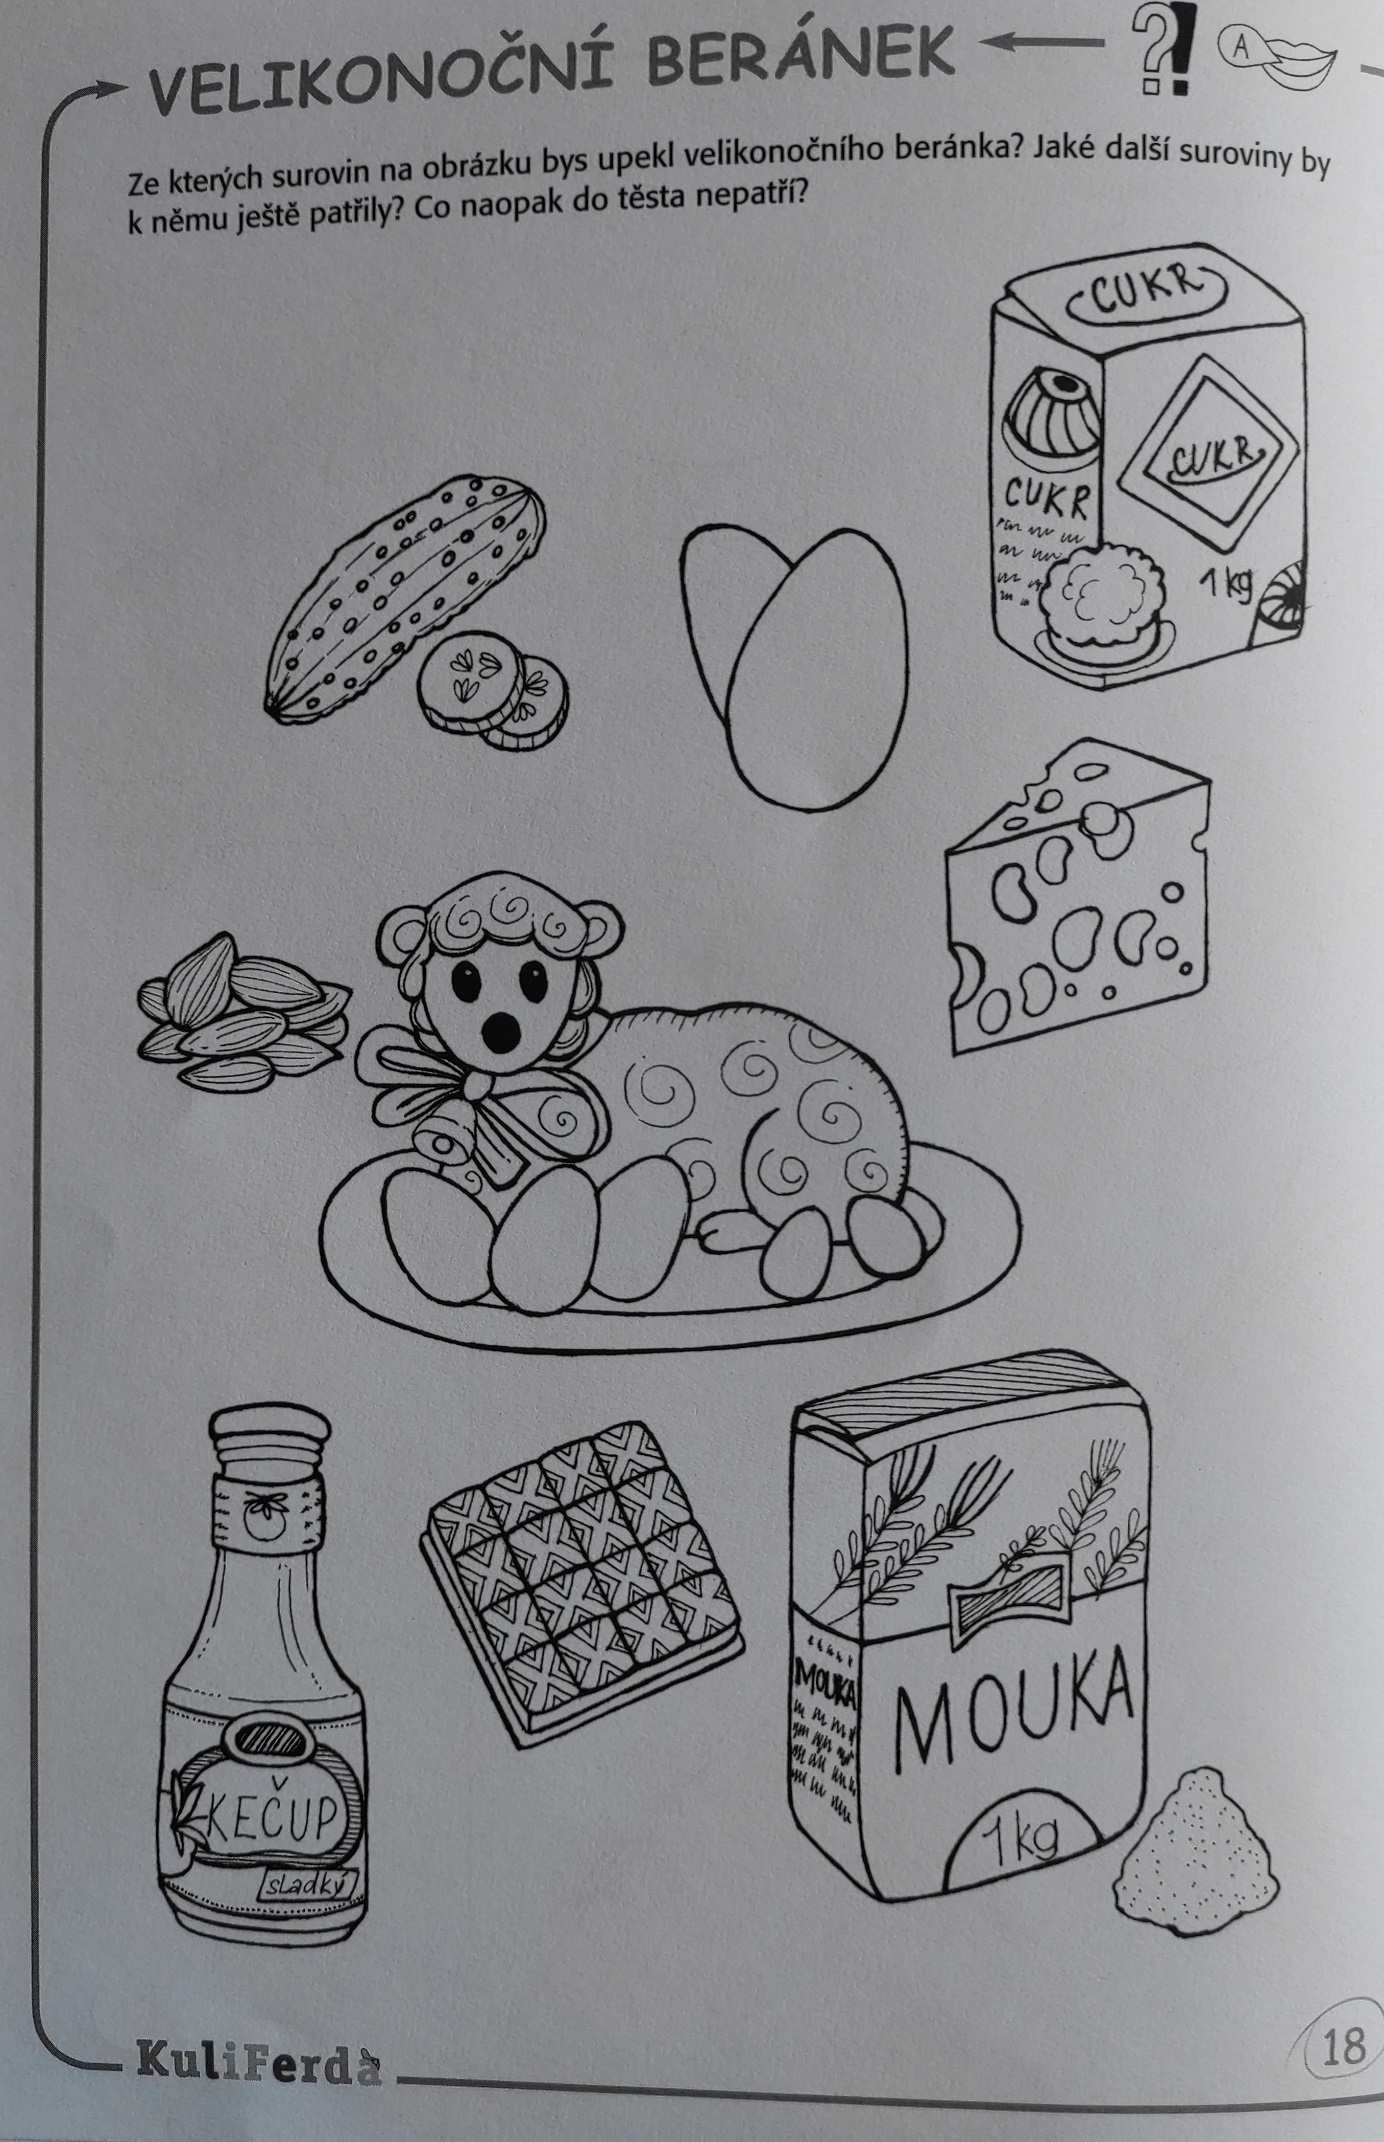 VELIKONOČNÍ BERÁNEK
?!
A
Ze kterých surovin na obrázku bys upekl velikonočního beránka? Jaké další suroviny by
k němu ještě patřily? Co naopak do těsta nepatří?
CUKR
CUKR
CUKR
1 kg
MOUKA
MOUKA
1 kg
KEČUP
sladký
KuliFerda
18